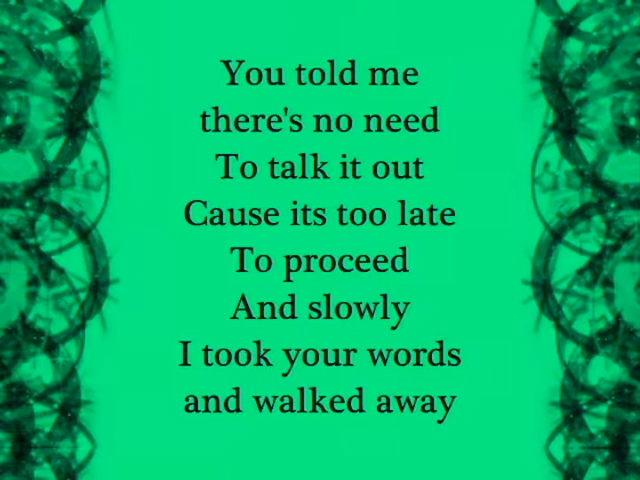 You told me
there's no need
To talk it out
Cause its too late
To proceed
And slowly
I took your words
and walked away